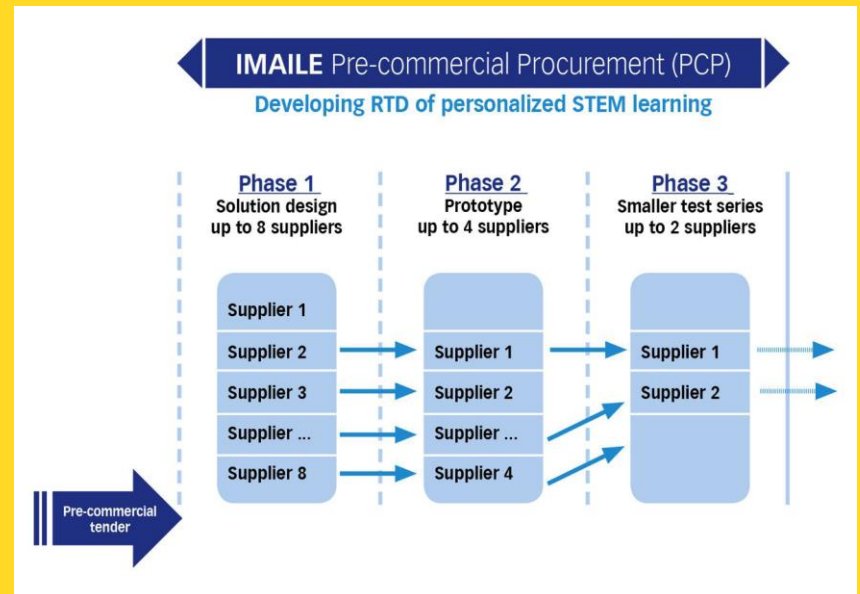 IMAILE Pre-commercial Procurement (PCP)
Developing RTD of personalized STEM learning
Phase 1
Solution design
up to 8 suppliers
Supplier 1
Supplier 2
Supplier 3
Supplier ...
Supplier 8
Phase 2
Prototype
up to 4 suppliers
Supplier 1
Supplier 2
Supplier ...
Supplier 4
Phase 3
Smaller test series
up to 2 suppliers
Supplier 1
Supplier 2
Pre-commercial
tender